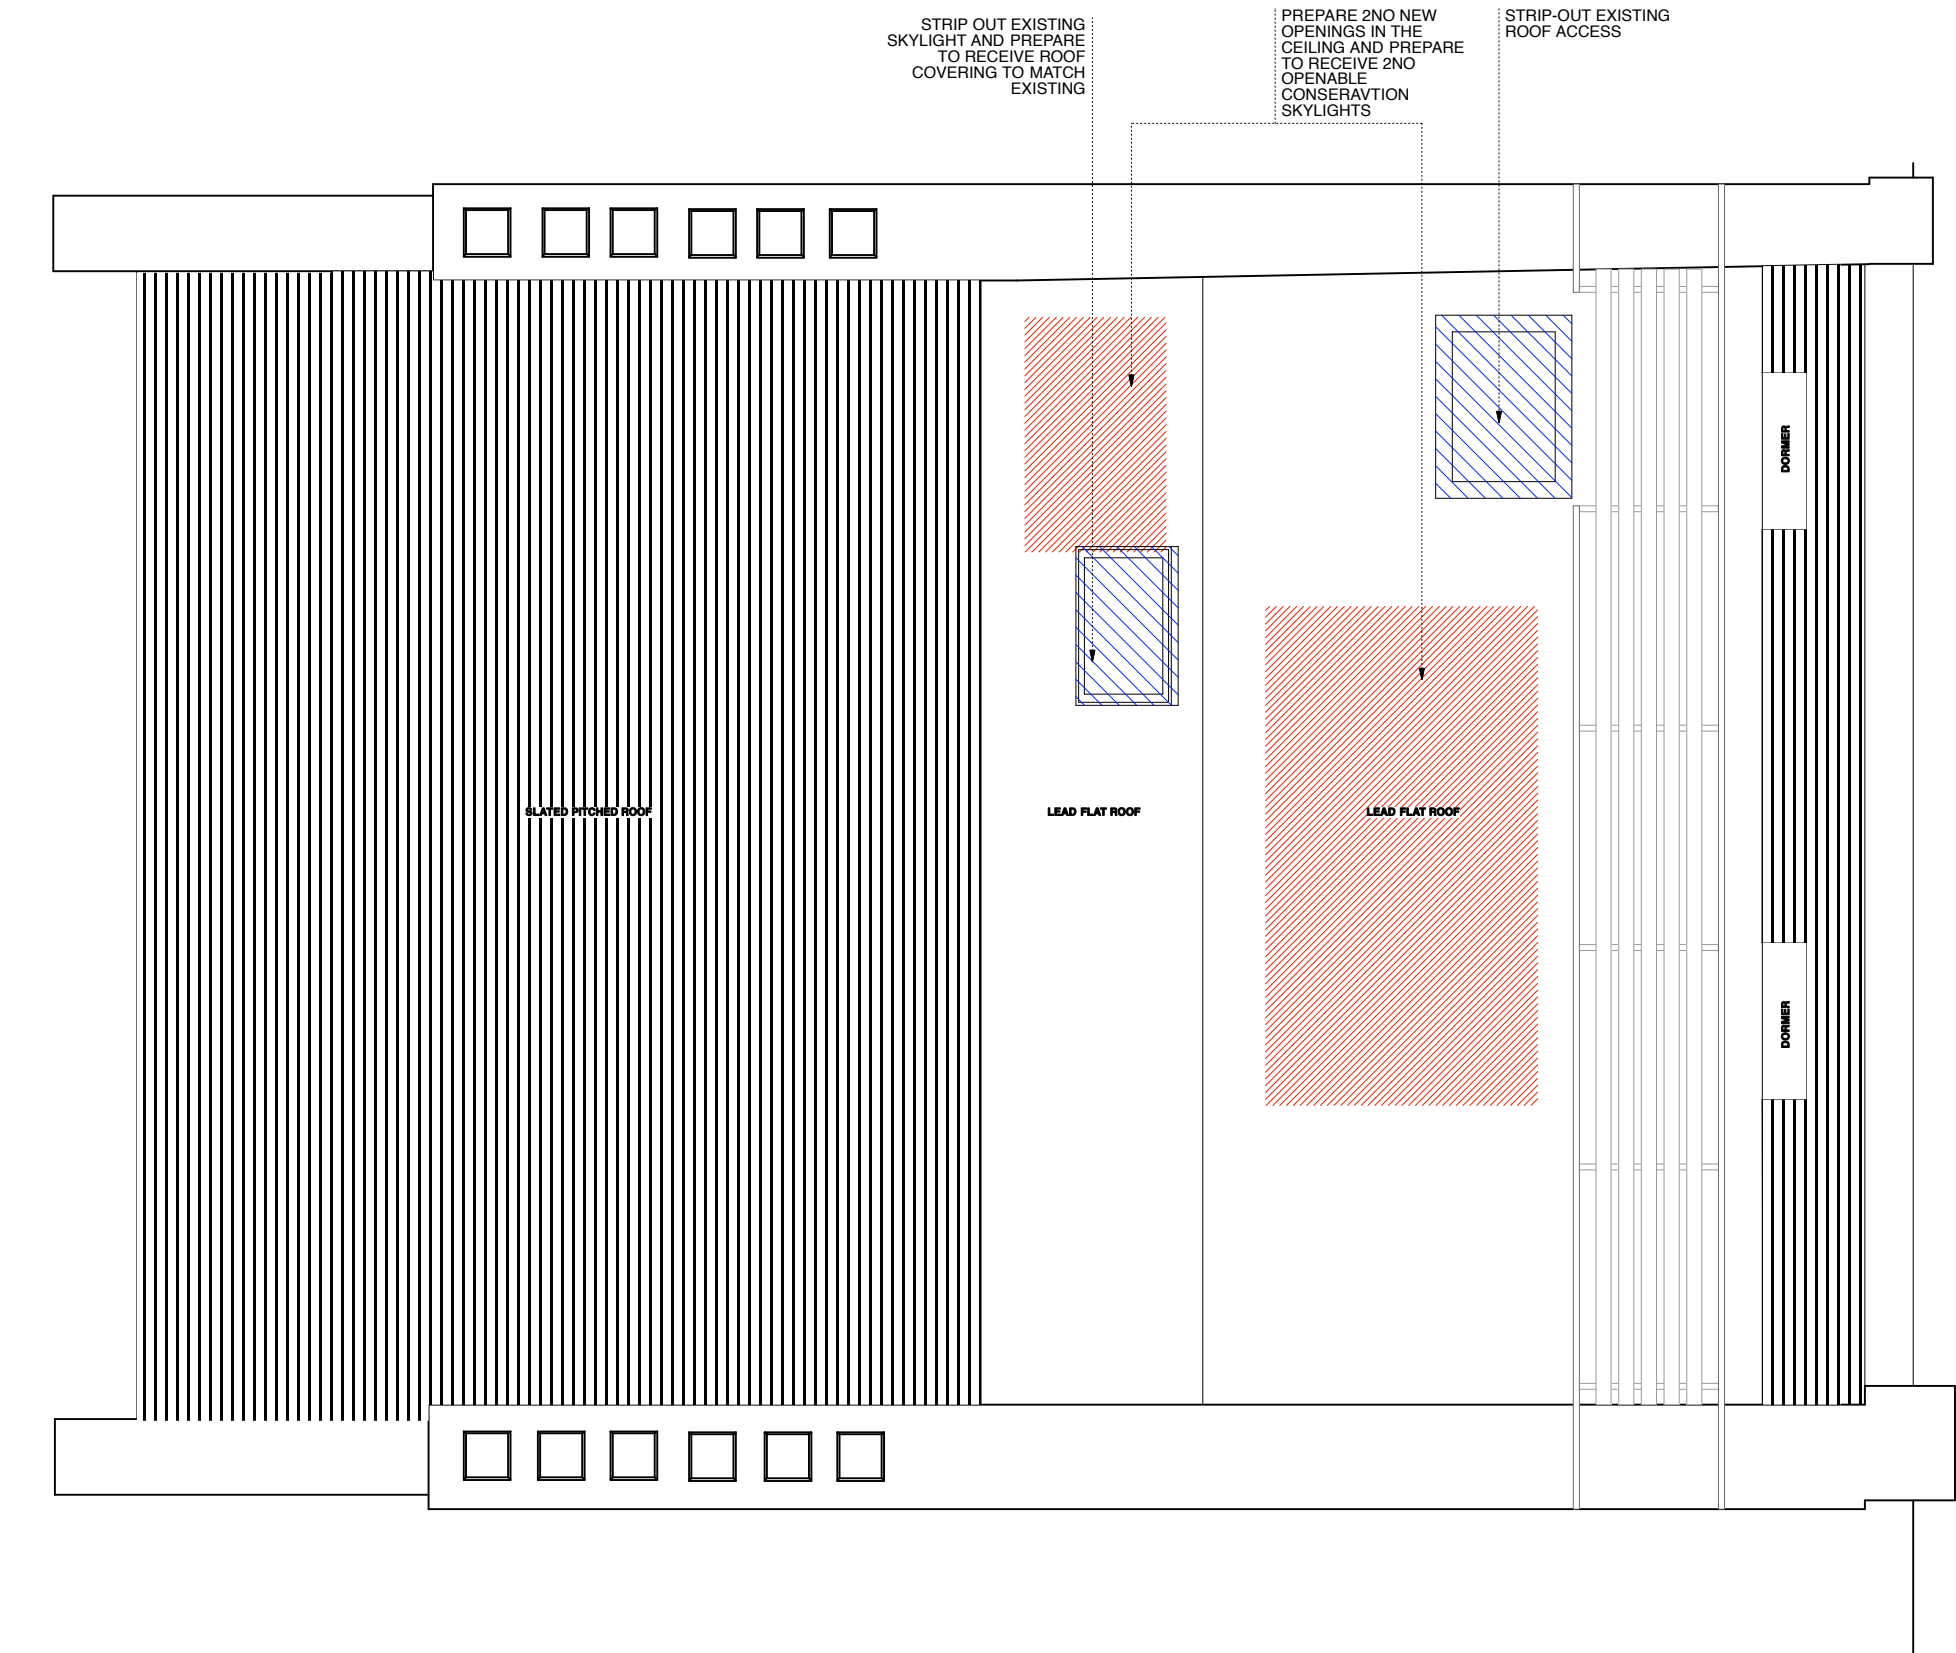 STRIP OUT EXISTING
SKYLIGHT AND PREPARE
TO RECEIVE ROOF
COVERING TO MATCH
EXISTING
PREPARE 2NO NEW
OPENINGS IN THE
CEILING AND PREPARE
TO RECEIVE 2NO
OPENABLE
CONSERAVTION
SKYLIGHTS
STRIP-OUT EXISTING
ROOF ACCESS
DORMER
SLATED PITCHED ROOF
LEAD FLAT ROOF
LEAD FLAT ROOF
DORMER